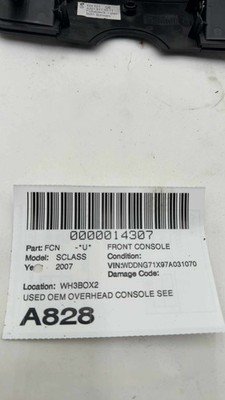 0000014307
Part: FCN -*U* FRONT CONSOLE
Model: SCLASS Condition:
Ye 2007 VIN:WDDNG71X97A031070
Damage Code:
Location: WH3BOX2
USED OEM OVERHEAD CONSOLE SEE
A828